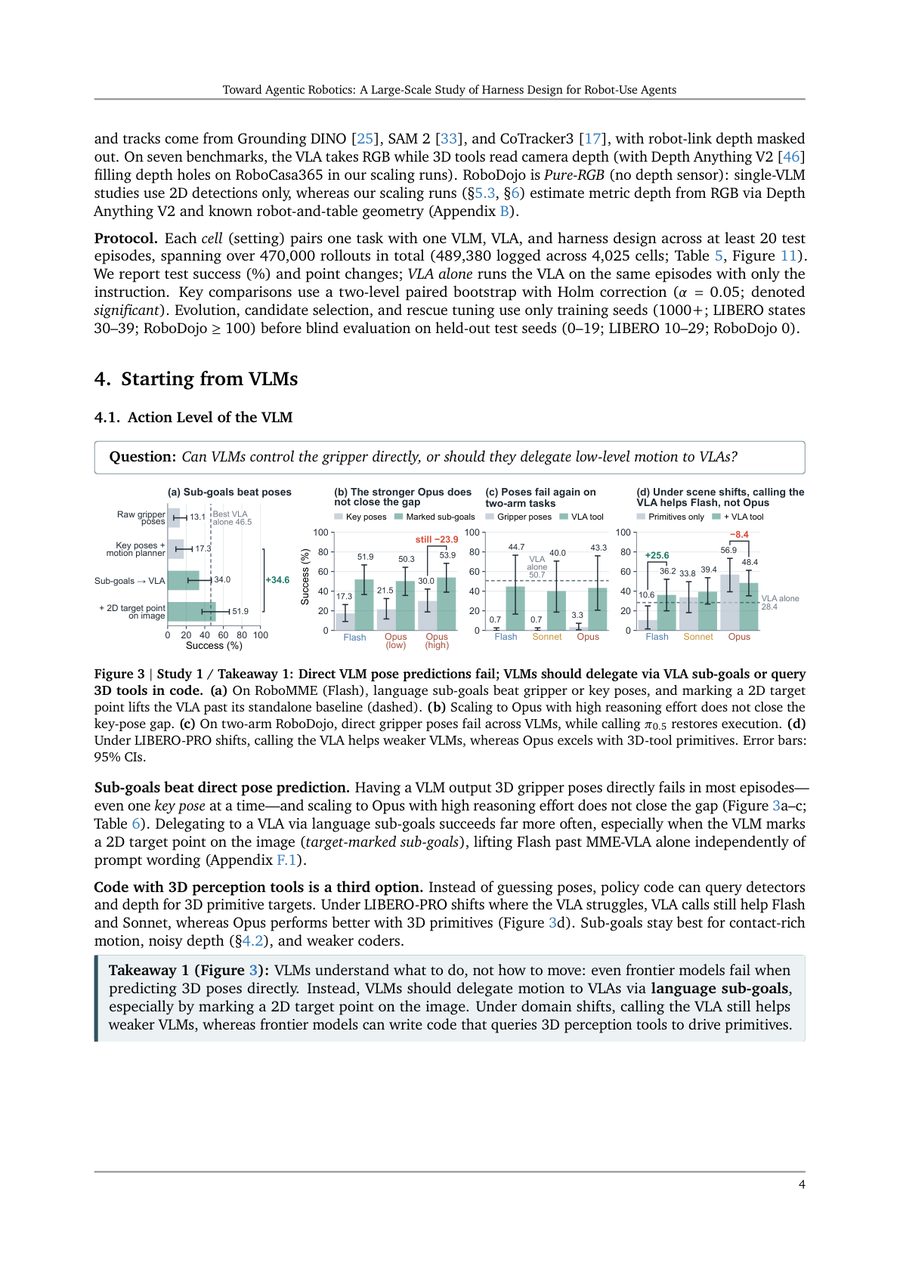 Toward Agentic Robotics: A Large-Scale Study of Harness Design for Robot-Use Agents
and tracks come from Grounding DINO [25], SAM 2 [33], and CoTracker3 [17], with robot-link depth masked
out. On seven benchmarks, the VLA takes RGB while 3D tools read camera depth (with Depth Anything V2 [46]
filling depth holes on RoboCasa365 in our scaling runs). RoboDojo is Pure-RGB (no depth sensor): single-VLM
studies use 2D detections only, whereas our scaling runs (§5.3, §6) estimate metric depth from RGB via Depth
Anything V2 and known robot-and-table geometry (Appendix B).
Protocol. Each cell (setting) pairs one task with one VLM, VLA, and harness design across at least 20 test
episodes, spanning over 470,000 rollouts in total (489,380 logged across 4,025 cells; Table 5, Figure 11).
We report test success (%) and point changes; VLA alone runs the VLA on the same episodes with only the
instruction. Key comparisons use a two-level paired bootstrap with Holm correction (α = 0.05; denoted
significant). Evolution, candidate selection, and rescue tuning use only training seeds (1000+; LIBERO states
30–39; RoboDojo ≥ 100) before blind evaluation on held-out test seeds (0–19; LIBERO 10–29; RoboDojo 0).
4. Starting from VLMs
4.1. Action Level of the VLM
Question: Can VLMs control the gripper directly, or should they delegate low-level motion to VLAs?
(a) Sub-goals beat poses
Raw gripper
poses
13.1
Best VLA
alone 46.5
Key poses +
motion planner
17.3
Sub-goals → VLA
34.0
+34.6
+ 2D target point
on image
51.9
0 20 40 60 80 100
Success (%)
(b) The stronger Opus does
not close the gap
Key poses Marked sub-goals
still −23.9
Success (%)
100
80
60
40
20
0
17.3 51.9 21.5 50.3 30.0 53.9
Flash Opus Opus
(low) (high)
(c) Poses fail again on
two-arm tasks
Gripper poses VLA tool
100
80
60
40
20
0
VLA
alone
50.7
0.7 44.7 0.7 40.0 3.3 43.3
Flash Sonnet Opus
(d) Under scene shifts, calling the
VLA helps Flash, not Opus
Primitives only + VLA tool
100
80
60
40
20
0
+25.6
−8.4
10.6 36.2 33.8 39.4 56.9 48.4
VLA alone
28.4
Flash Sonnet Opus
Figure 3 | Study 1 / Takeaway 1: Direct VLM pose predictions fail; VLMs should delegate via VLA sub-goals or query
3D tools in code. (a) On RoboMME (Flash), language sub-goals beat gripper or key poses, and marking a 2D target
point lifts the VLA past its standalone baseline (dashed). (b) Scaling to Opus with high reasoning effort does not close the
key-pose gap. (c) On two-arm RoboDojo, direct gripper poses fail across VLMs, while calling π0.5 restores execution. (d)
Under LIBERO-PRO shifts, calling the VLA helps weaker VLMs, whereas Opus excels with 3D-tool primitives. Error bars:
95% CIs.
Sub-goals beat direct pose prediction. Having a VLM output 3D gripper poses directly fails in most episodes—
even one key pose at a time—and scaling to Opus with high reasoning effort does not close the gap (Figure 3a–c;
Table 6). Delegating to a VLA via language sub-goals succeeds far more often, especially when the VLM marks
a 2D target point on the image (target-marked sub-goals), lifting Flash past MME-VLA alone independently of
prompt wording (Appendix F.1).
Code with 3D perception tools is a third option. Instead of guessing poses, policy code can query detectors
and depth for 3D primitive targets. Under LIBERO-PRO shifts where the VLA struggles, VLA calls still help Flash
and Sonnet, whereas Opus performs better with 3D primitives (Figure 3d). Sub-goals stay best for contact-rich
motion, noisy depth (§4.2), and weaker coders.
Takeaway 1 (Figure 3): VLMs understand what to do, not how to move: even frontier models fail when
predicting 3D poses directly. Instead, VLMs should delegate motion to VLAs via language sub-goals,
especially by marking a 2D target point on the image. Under domain shifts, calling the VLA still helps
weaker VLMs, whereas frontier models can write code that queries 3D perception tools to drive primitives.
4